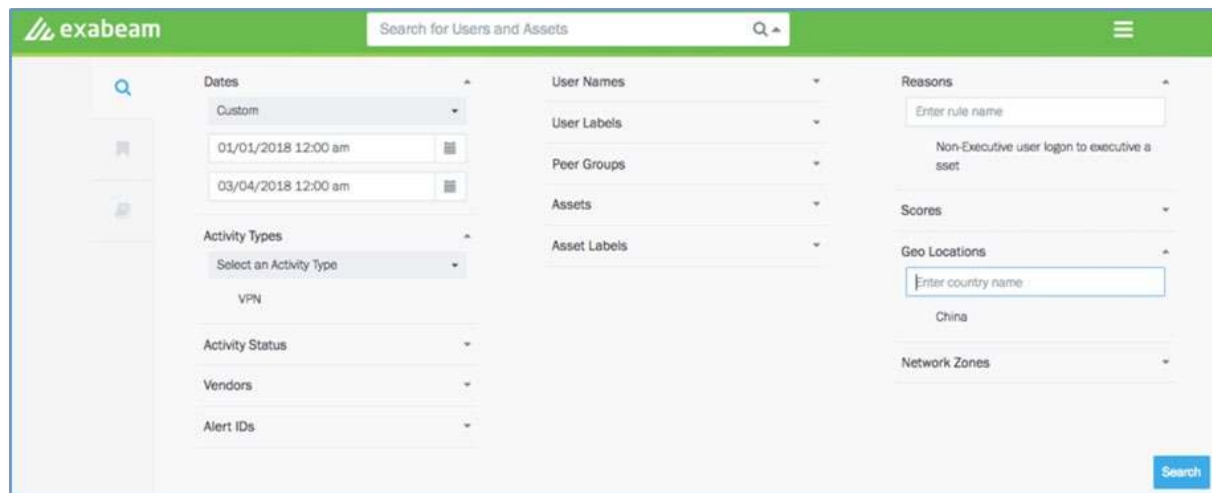 exabeam
Search for Users and Assets
Dates
Custom
01/01/2018 12:00 am
03/04/2018 12:00 am
Activity Types
Select an Activity Type
VPN
Activity Status
Vendors
Alert IDs
User Names
User Labels
Peer Groups
Assets
Asset Labels
Reasons
Enter rule name
Non-Executive user logon to executive a
sset
Scores
Geo Locations
Enter country name
China
Network Zones
Search